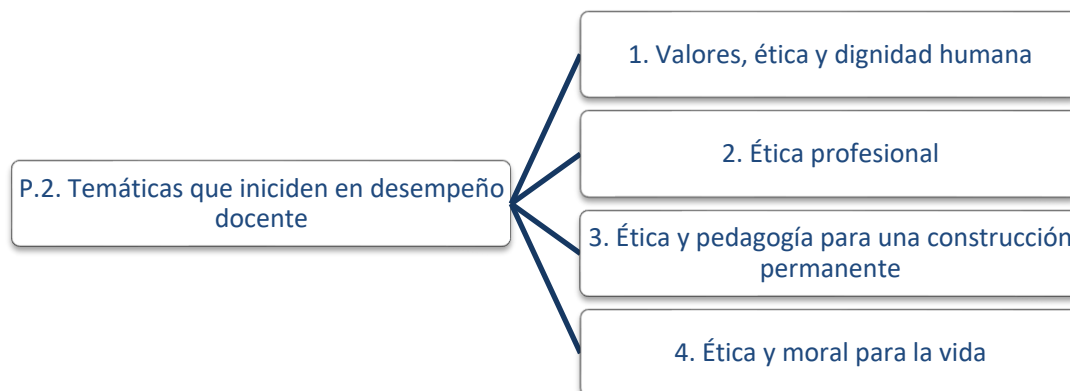 1. Valores, ética y dignidad humana
2. Ética profesional
P.2. Temáticas que iniciden en desempeño
docente
3. Ética y pedagogía para una construcción
permanente
4. Ética y moral para la vida